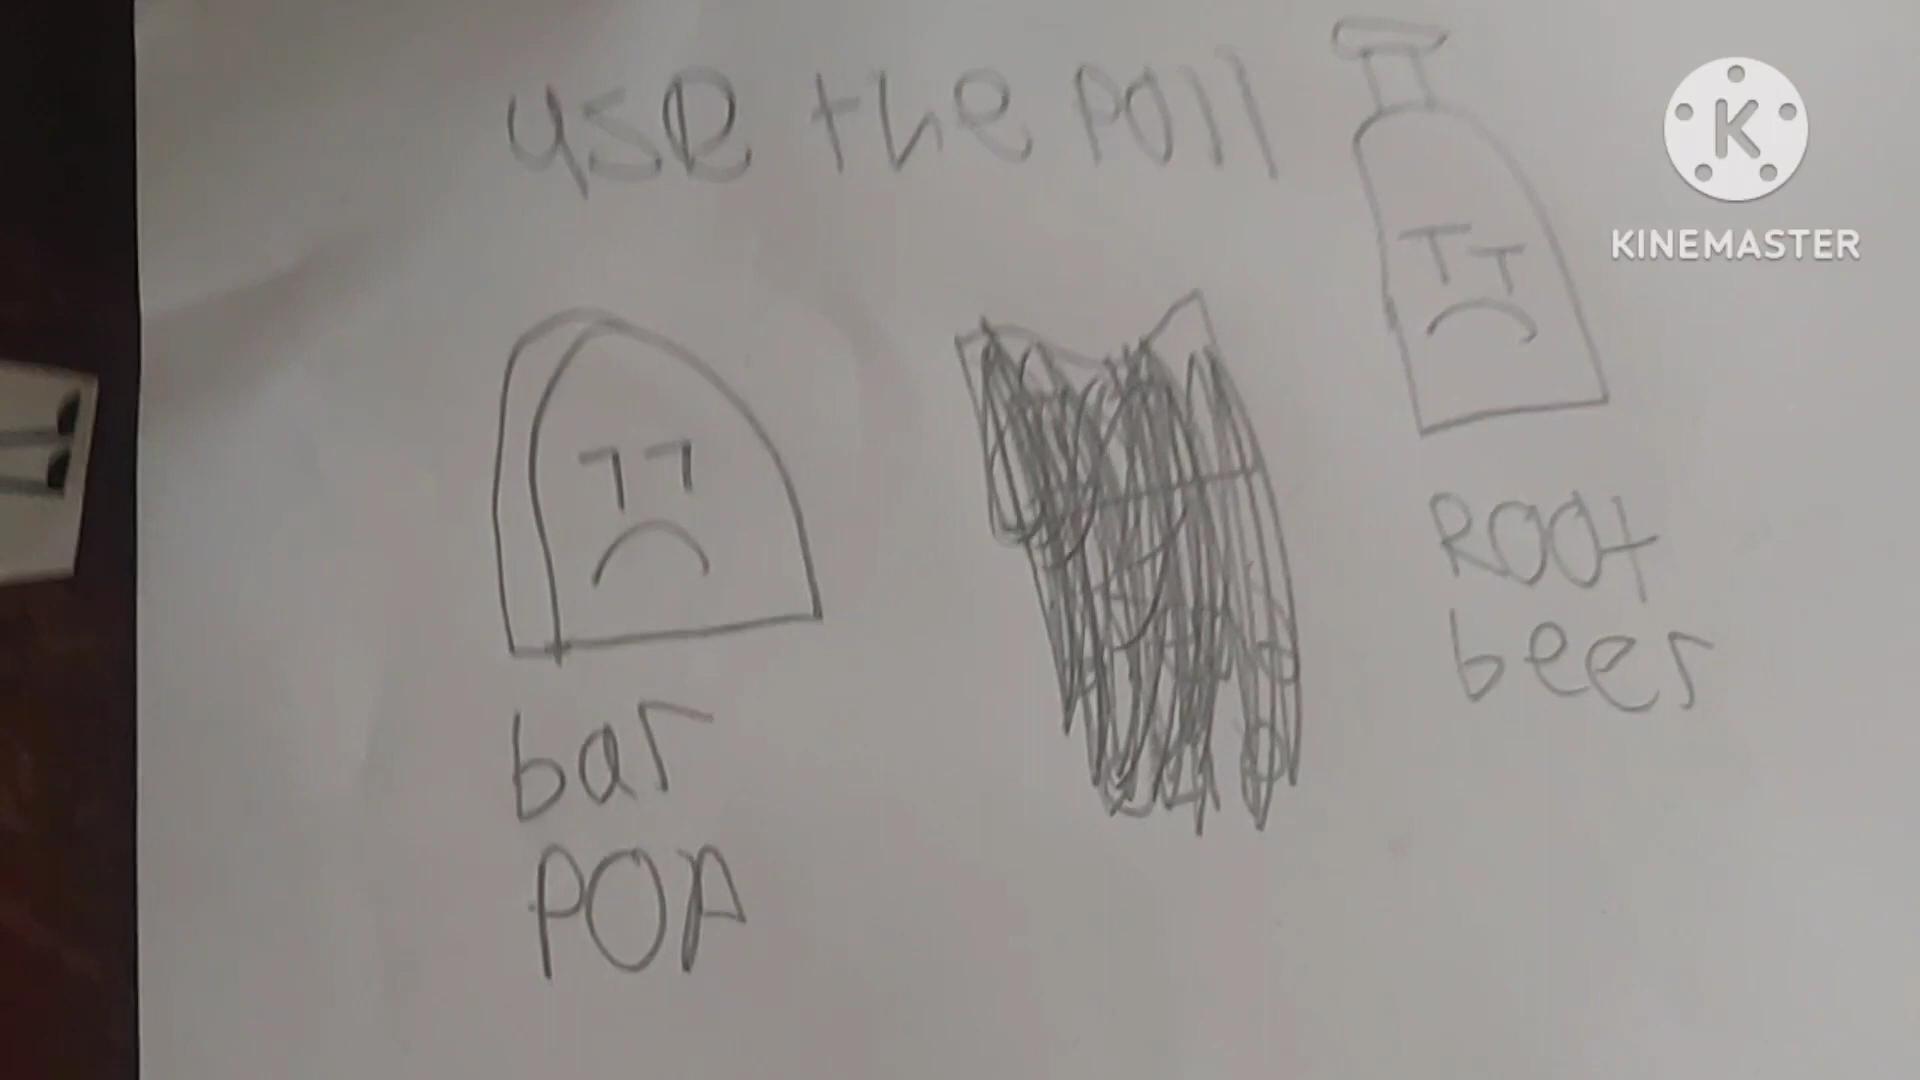 use the poll
bar
POP
Root
beer
K
KINEMASTER